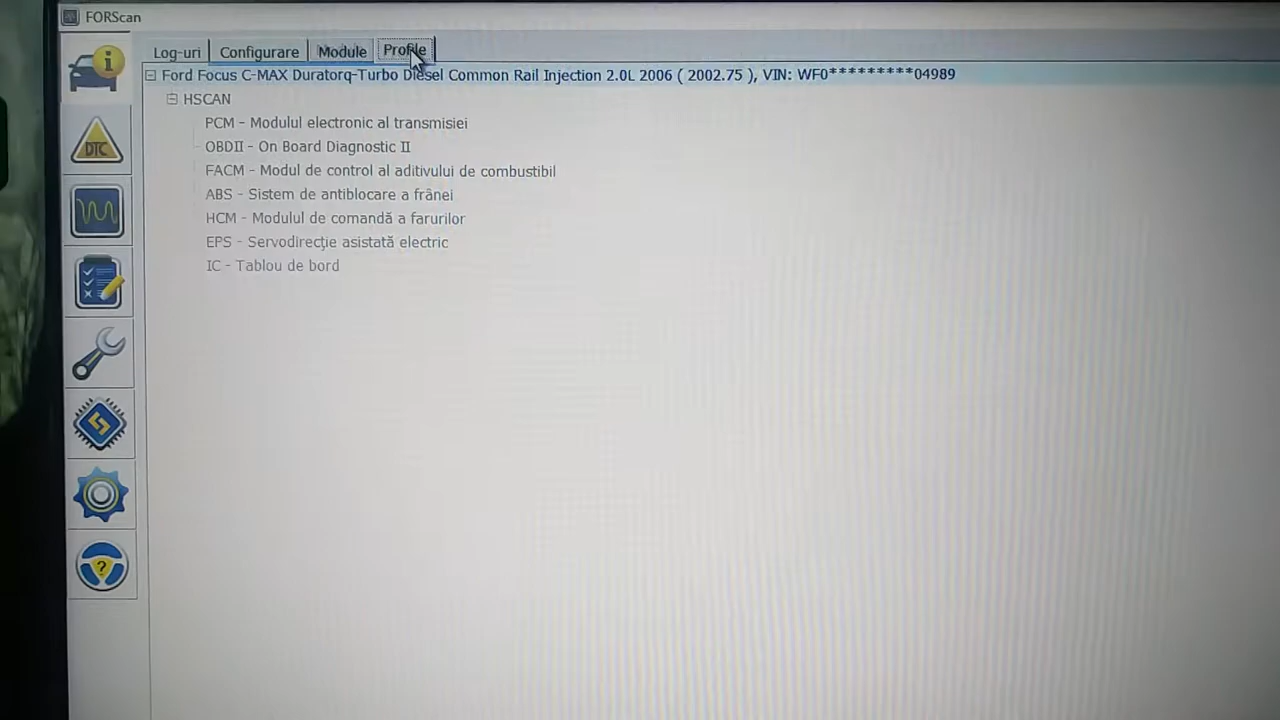 FORScan
Log-uri Configurare Module Profile
Ford Focus C-MAX Duratorq-Turbo Diesel Common Rail Injection 2.0L 2006 ( 2002.75 ), VIN: WF0*********04989
HSCAN
PCM - Modulul electronic al transmisiei
OBDII - On Board Diagnostic II
FACM - Modul de control al aditivului de combustibil
ABS - Sistem de antiblocare a frânei
HCM - Modulul de comandă a farurilor
EPS - Servodirecție asistată electric
IC - Tablou de bord
DTC